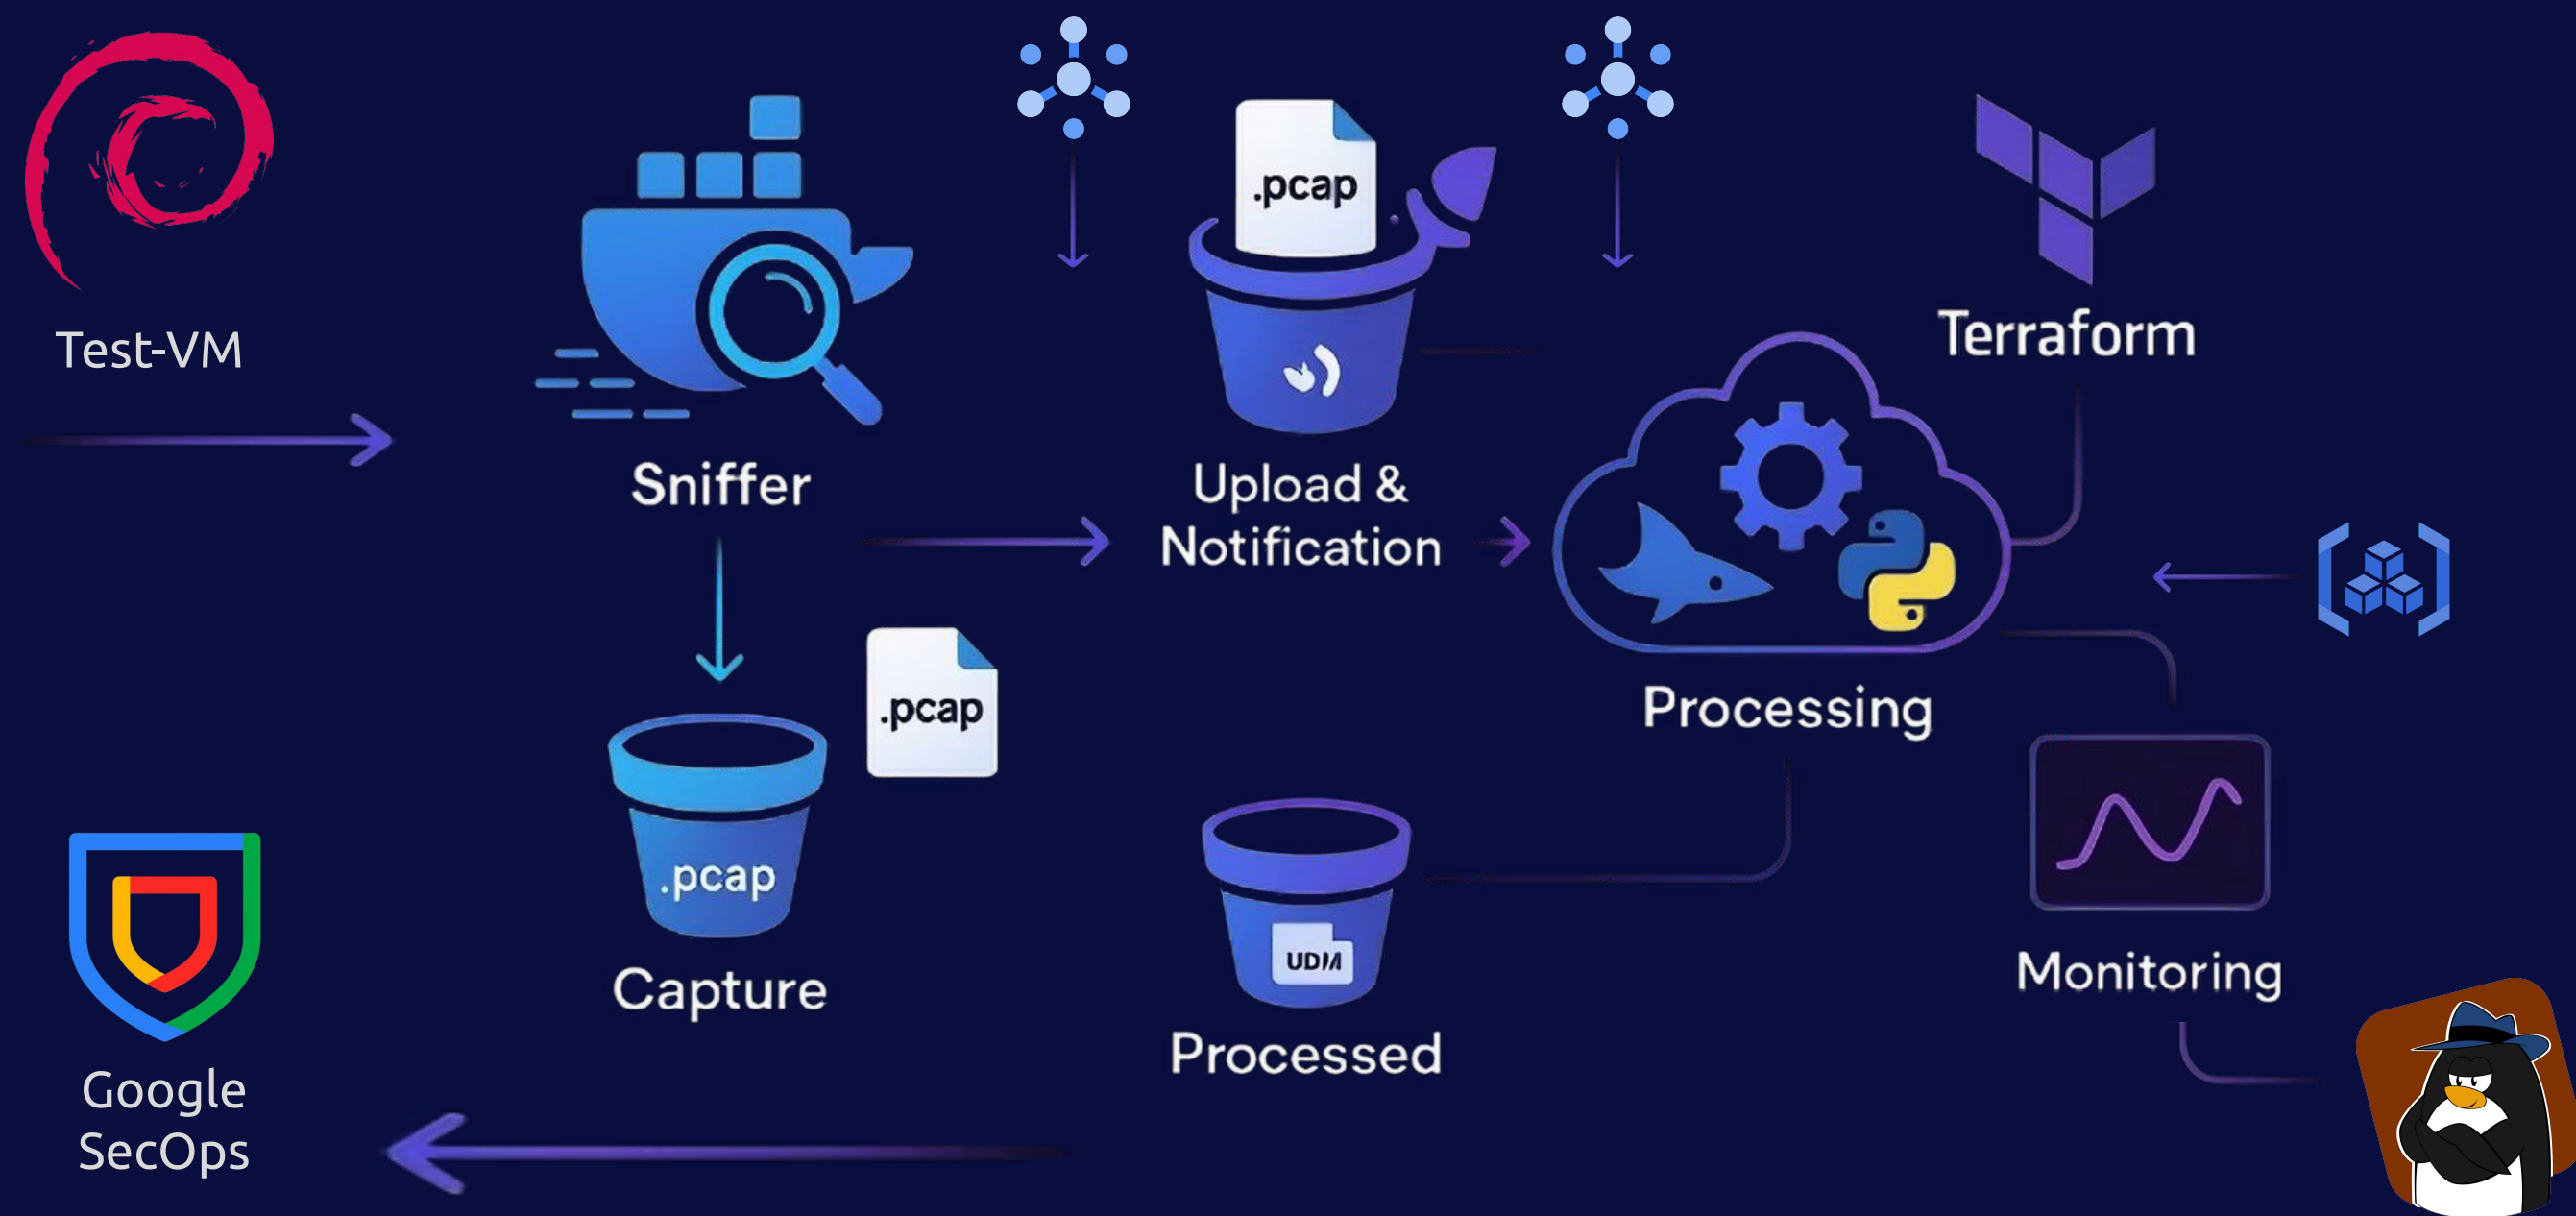 Test-VM
Sniffer
.pcap
Upload &
Notification
Terraform
Processing
.pcap
.pcap
Capture
UDM
Processed
Monitoring
Google
SecOps